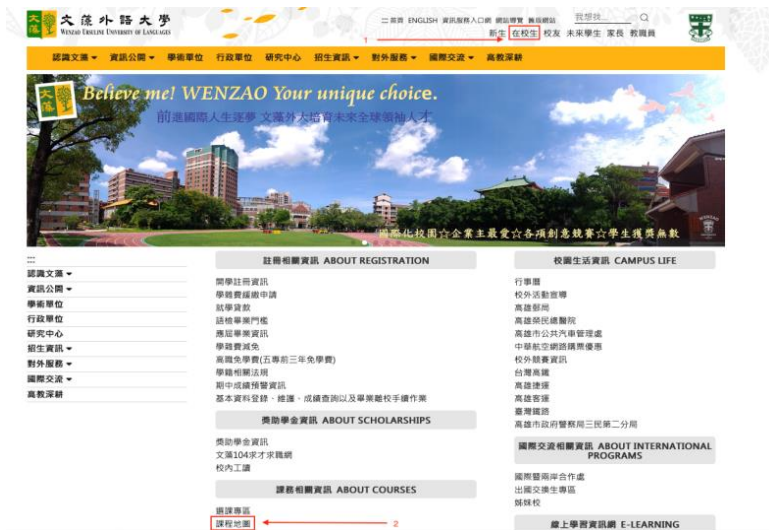 文藻外語大學
WENZAO URSULINE UNIVERSITY OF LANGUAGES
::: 首頁 ENGLISH 資訊服務入口網 網站導覽 舊版網站 我想找...
新生 在校生 校友 未來學生 家長 教職員
1
認識文藻 資訊公開 學術單位 行政單位 研究中心 招生資訊 對外服務 國際交流 高教深耕
文藻
Believe me! WENZAO Your unique choice.
前進國際人生逐夢 文藻外大培育未來全球領袖人才
國際化校園☆企業主最愛☆各項創意競賽☆學生獲獎無數
WENZAO
:::
認識文藻
資訊公開
學術單位
行政單位
研究中心
招生資訊
對外服務
國際交流
高教深耕
註冊相關資訊 ABOUT REGISTRATION
開學註冊資訊
學雜費緩繳申請
就學貸款
語檢畢業門檻
應屆畢業資訊
學雜費減免
高職免學費(五專前三年免學費)
學籍相關法規
期中成績預警資訊
基本資料登錄、維護、成績查詢以及畢業離校手續作業
獎助學金資訊 ABOUT SCHOLARSHIPS
獎助學金資訊
文藻104求才求職網
校內工讀
課務相關資訊 ABOUT COURSES
選課專區
課程地圖
2
校園生活資訊 CAMPUS LIFE
行事曆
校外活動宣導
高雄郵局
高雄榮民總醫院
高雄市公共汽車管理處
中華航空網路購票優惠
校外競賽資訊
台灣高鐵
高雄捷運
高雄客運
臺灣鐵路
高雄市政府警察局三民第二分局
國際交流相關資訊 ABOUT INTERNATIONAL
PROGRAMS
國際暨兩岸合作處
出國交換生專區
姊妹校
線上學習資訊網 E-LEARNING